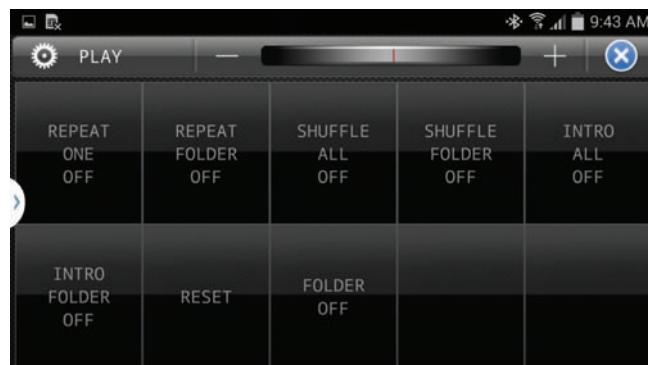 9:43 AM
PLAY
REPEAT
ONE
OFF
REPEAT
FOLDER
OFF
SHUFFLE
ALL
OFF
SHUFFLE
FOLDER
OFF
INTRO
ALL
OFF
INTRO
FOLDER
OFF
RESET
FOLDER
OFF